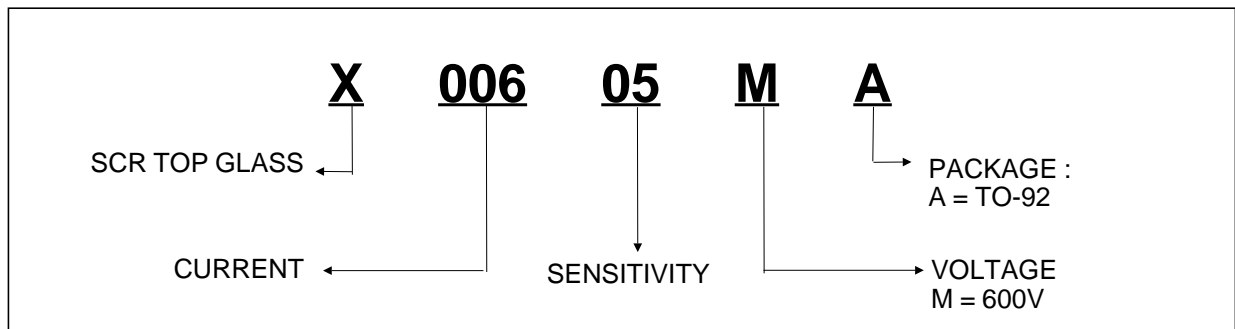 X 006 05 M A
SCR TOP GLASS
PACKAGE :
A = TO-92
CURRENT
SENSITIVITY
VOLTAGE
M = 600V